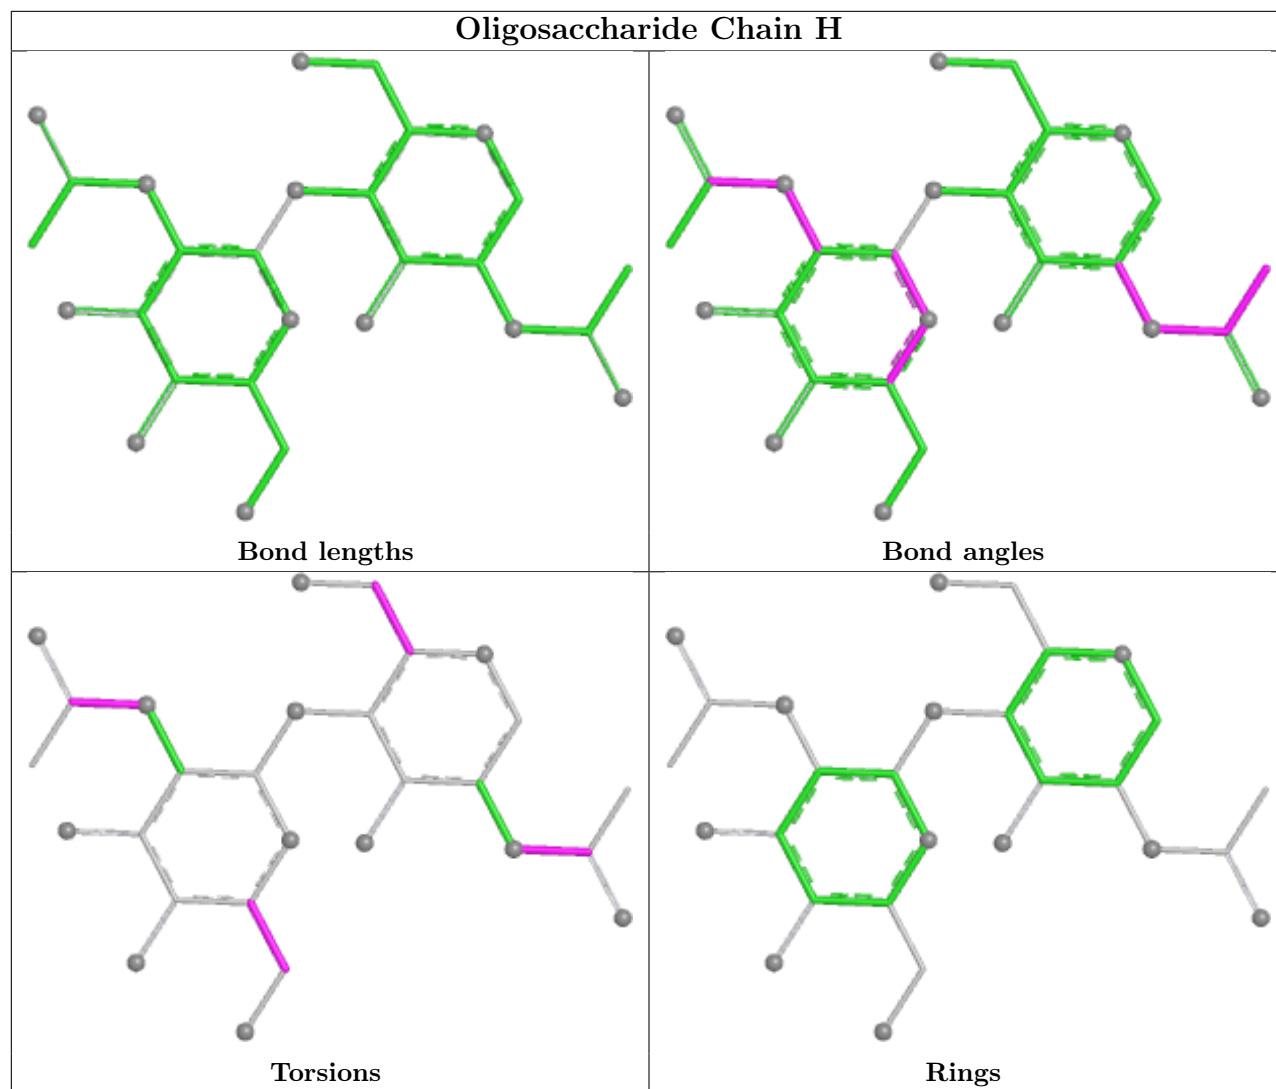 Oligosaccharide Chain H
Bond lengths
Bond angles
Torsions
Rings